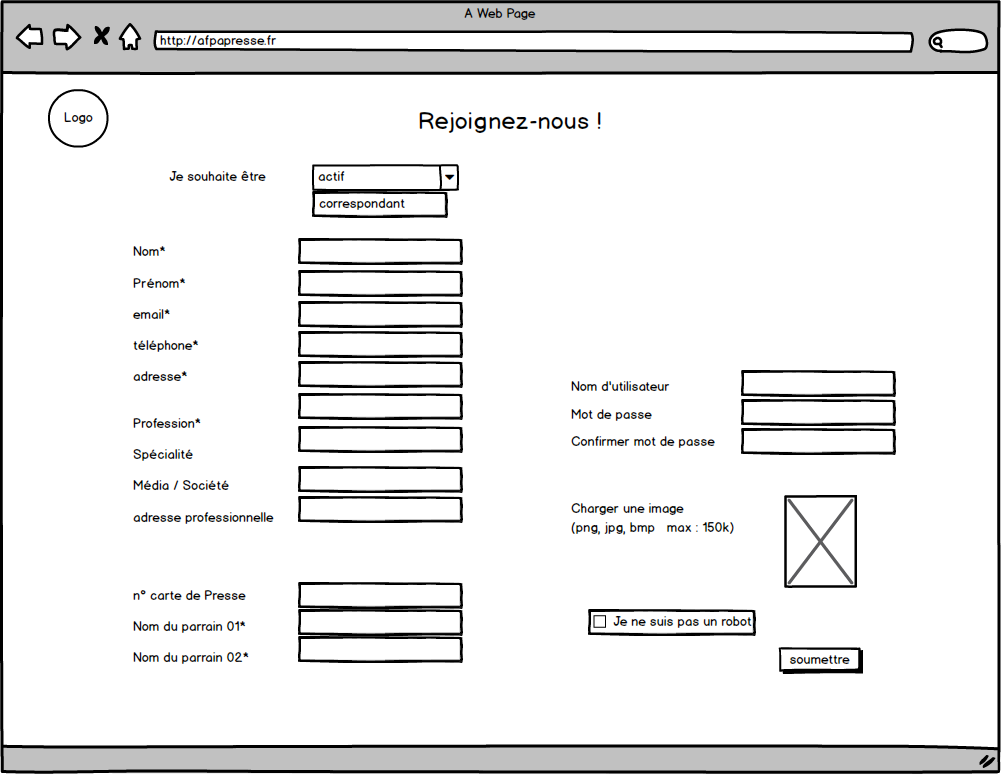 A Web Page
http://afpapresse.fr
Logo
Rejoignez-nous !
Je souhaite être
actif
correspondant
Nom*
Prénom*
email*
téléphone*
adresse*
Profession*
Spécialité
Média / Société
adresse professionnelle
n° carte de Presse
Nom du parrain 01*
Nom du parrain 02*
Nom d'utilisateur
Mot de passe
Confirmer mot de passe
Charger une image
(png, jpg, bmp max : 150k)
Je ne suis pas un robot
soumettre